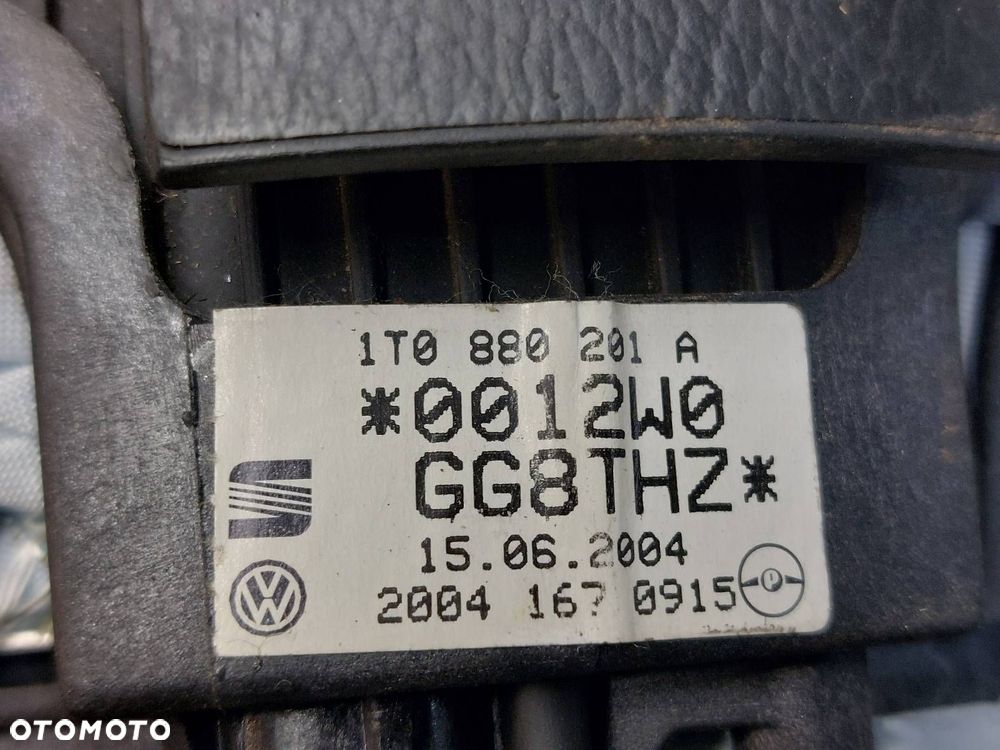 1T0 880 201 A
*0012W0
GG8THZ*
15.06.2004
2004 167 0915
P
OTOMOTO